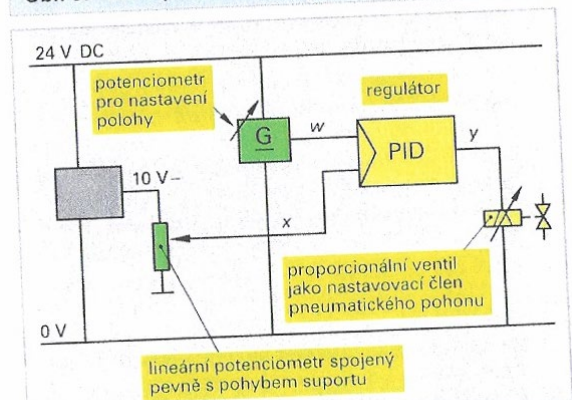 24 V DC
potenciometr
pro nastavení
polohy
regulátor
G
w
PID
y
10 V–
x
proporcionální ventil
jako nastavovací člen
pneumatického pohonu
0 V
lineární potenciometr spojený
pevně s pohybem suportu